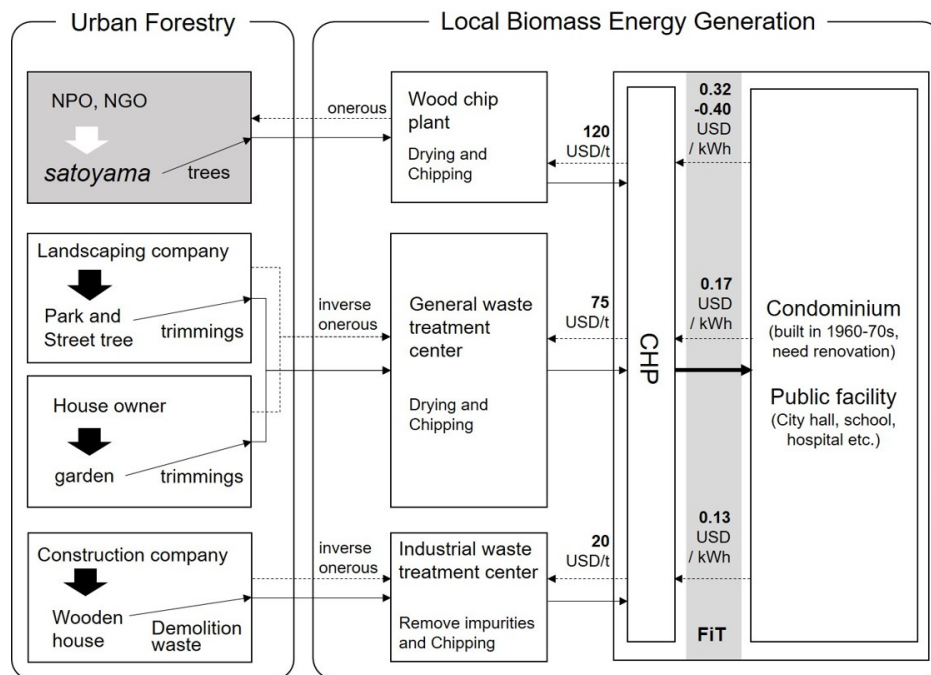 Urban Forestry
Local Biomass Energy Generation
NPO, NGO
satoyama
trees
onerous
Wood chip
plant
Drying and
Chipping
120
USD/t
0.32
-0.40
USD
/ kWh
Landscaping company
Park and
Street tree
trimmings
House owner
garden
trimmings
inverse
onerous
General waste
treatment
center
Drying and
Chipping
75
USD/t
CHP
0.17
USD
/ kWh
Condominium
(built in 1960-70s,
need renovation)
Public facility
(City hall, school,
hospital etc.)
Construction company
Wooden
house
Demolition
waste
inverse
onerous
Industrial waste
treatment center
Remove impurities
and Chipping
20
USD/t
0.13
USD
/ kWh
FiT